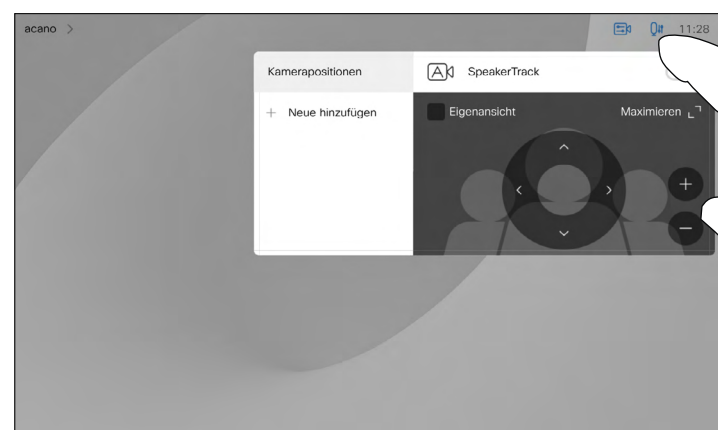 acano
11:28
Kamerapositionen
SpeakerTrack
Neue hinzufügen
Eigenansicht
Maximieren